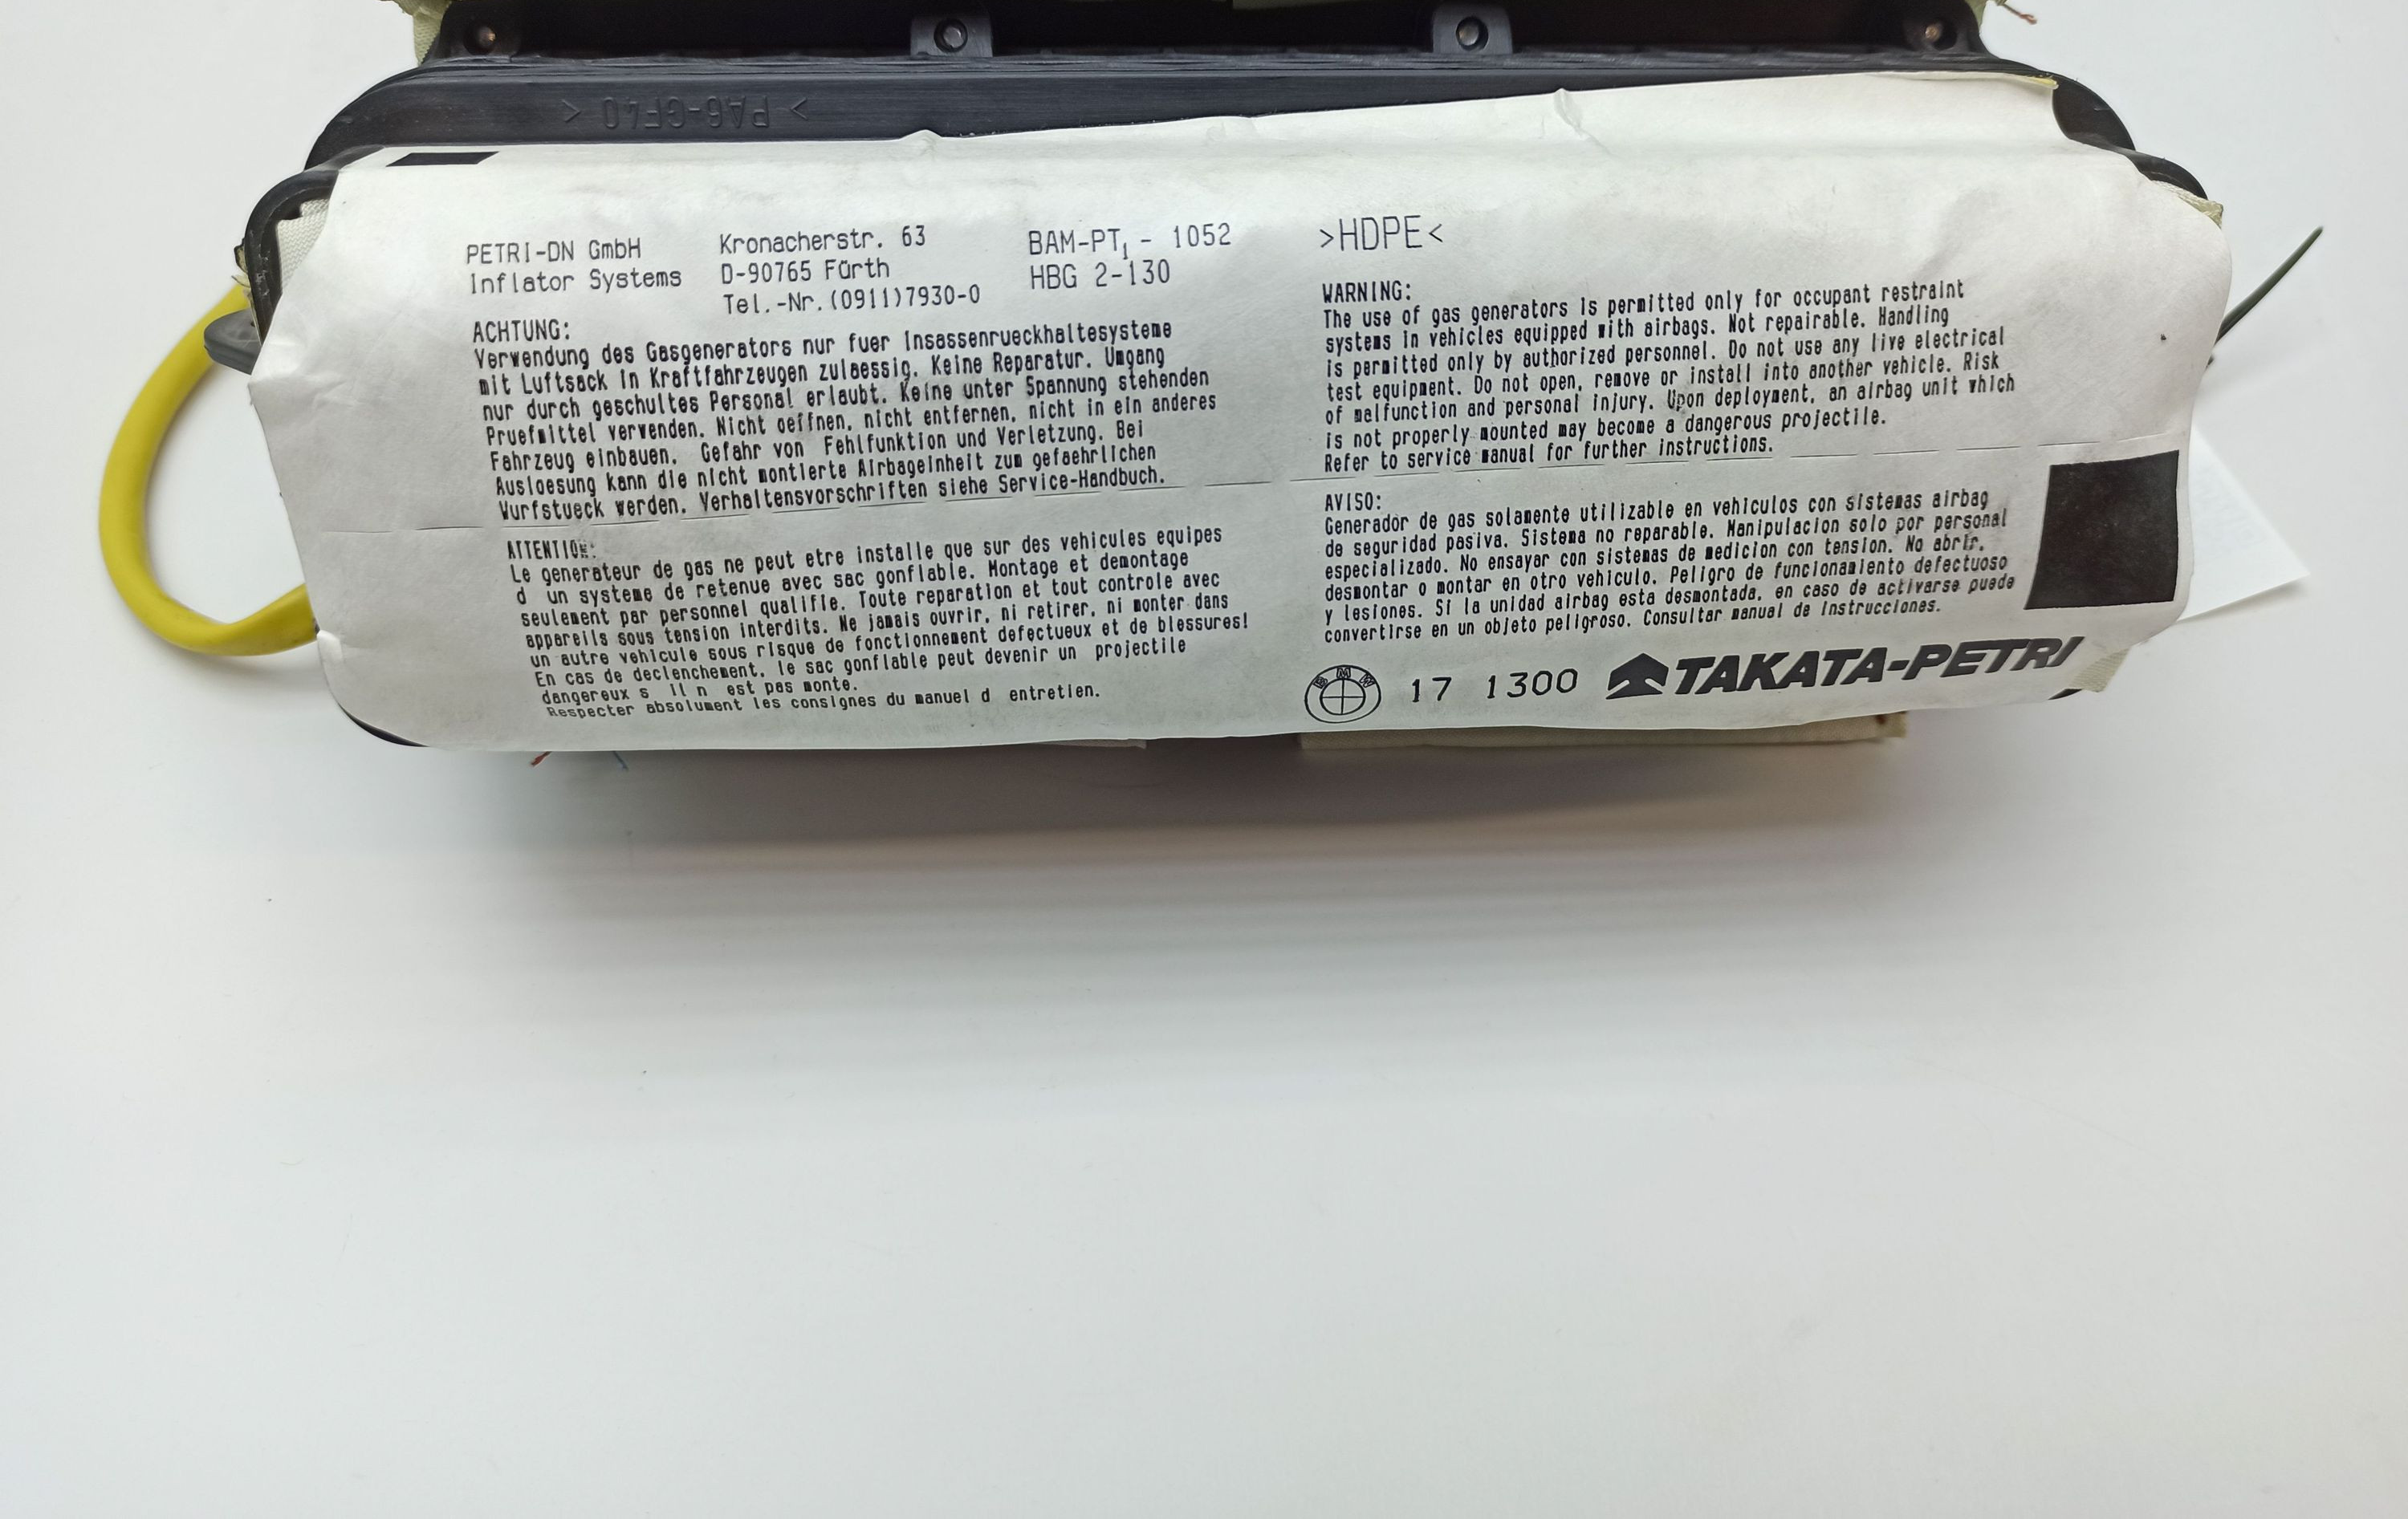 > PA6-GF40 <
PETRI-DN GmbH
Inflator Systems
Kronacherstr. 63
D-90765 Fürth
Tel.-Nr.(0911)7930-0
BAM-PT₁ - 1052
HBG 2-130
>HDPE<
ACHTUNG:
Verwendung des Gasgenerators nur fuer Insassenrueckhaltesysteme
mit Luftsack in Kraftfahrzeugen zulaessig. Keine Reparatur. Umgang
nur durch geschultes Personal erlaubt. Keine unter Spannung stehenden
Pruefmittel verwenden. Nicht oeffnen, nicht entfernen, nicht in ein anderes
Fahrzeug einbauen. Gefahr von Fehlfunktion und Verletzung. Bei
Ausloesung kann die nicht montierte Airbageinheit zum gefaehrlichen
Wurfstueck werden. Verhaltensvorschriften siehe Service-Handbuch.
ATTENTION:
Le generateur de gas ne peut etre installe que sur des vehicules equipes
d un systeme de retenue avec sac gonflable. Montage et demontage
seulement par personnel qualifie. Toute reparation et tout controle avec
appareils sous tension interdits. Ne jamais ouvrir, ni retirer, ni monter dans
un autre vehicule sous risque de fonctionnement defectueux et de blessures!
En cas de declenchement, le sac gonflable peut devenir un projectile
dangereux s il n est pas monte.
Respecter absolument les consignes du manuel d entretien.
WARNING:
The use of gas generators is permitted only for occupant restraint
systems in vehicles equipped with airbags. Not repairable. Handling
is permitted only by authorized personnel. Do not use any live electrical
test equipment. Do not open, remove or install into another vehicle. Risk
of malfunction and personal injury. Upon deployment, an airbag unit which
is not properly mounted may become a dangerous projectile.
Refer to service manual for further instructions.
AVISO:
Generador de gas solamente utilizable en vehiculos con sistemas airbag
de seguridad pasiva. Sistema no reparable. Manipulacion solo por personal
especializado. No ensayar con sistemas de medicion con tension. No abrir,
desmontar o montar en otro vehiculo. Peligro de funcionamiento defectuoso
y lesiones. Si la unidad airbag esta desmontada, en caso de activarse puede
convertirse en un objeto peligroso. Consultar manual de instrucciones.
BMW 17 1300 TAKATA-PETRI